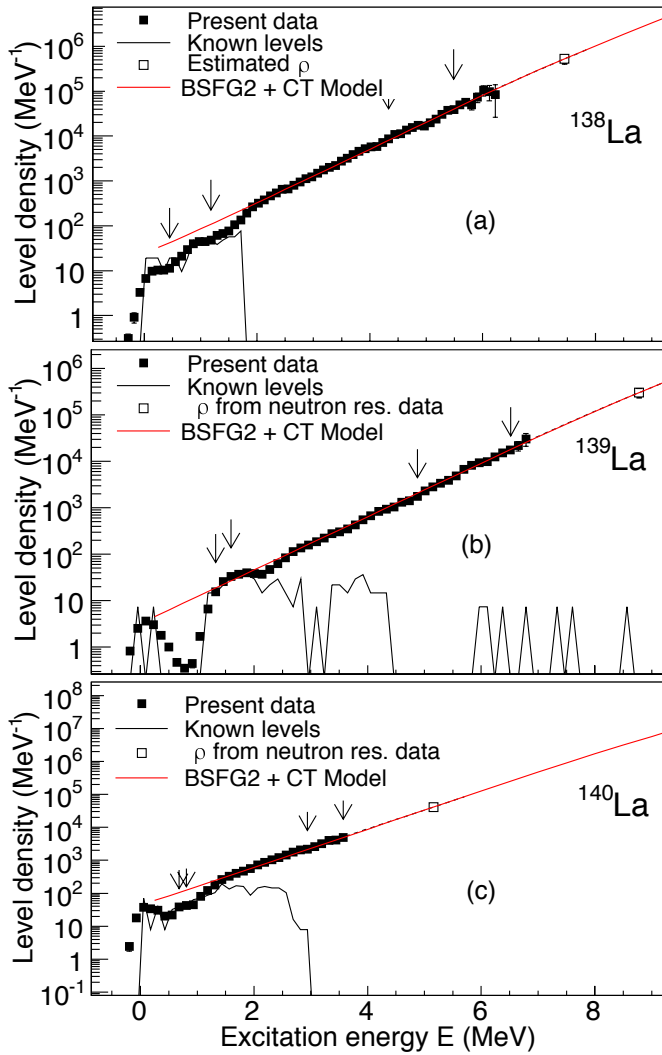 Level density (MeV⁻¹)
10⁶
10⁵
10⁴
10³
10²
10
1
Present data
Known levels
Estimated ρ
BSFG2 + CT Model
¹³⁸La
(a)
Level density (MeV⁻¹)
10⁶
10⁵
10⁴
10³
10²
10
1
Present data
Known levels
ρ from neutron res. data
BSFG2 + CT Model
¹³⁹La
(b)
Level density (MeV⁻¹)
10⁸
10⁷
10⁶
10⁵
10⁴
10³
10²
10
1
10⁻¹
Present data
Known levels
ρ from neutron res. data
BSFG2 + CT Model
¹⁴⁰La
(c)
0 2 4 6 8
Excitation energy E (MeV)